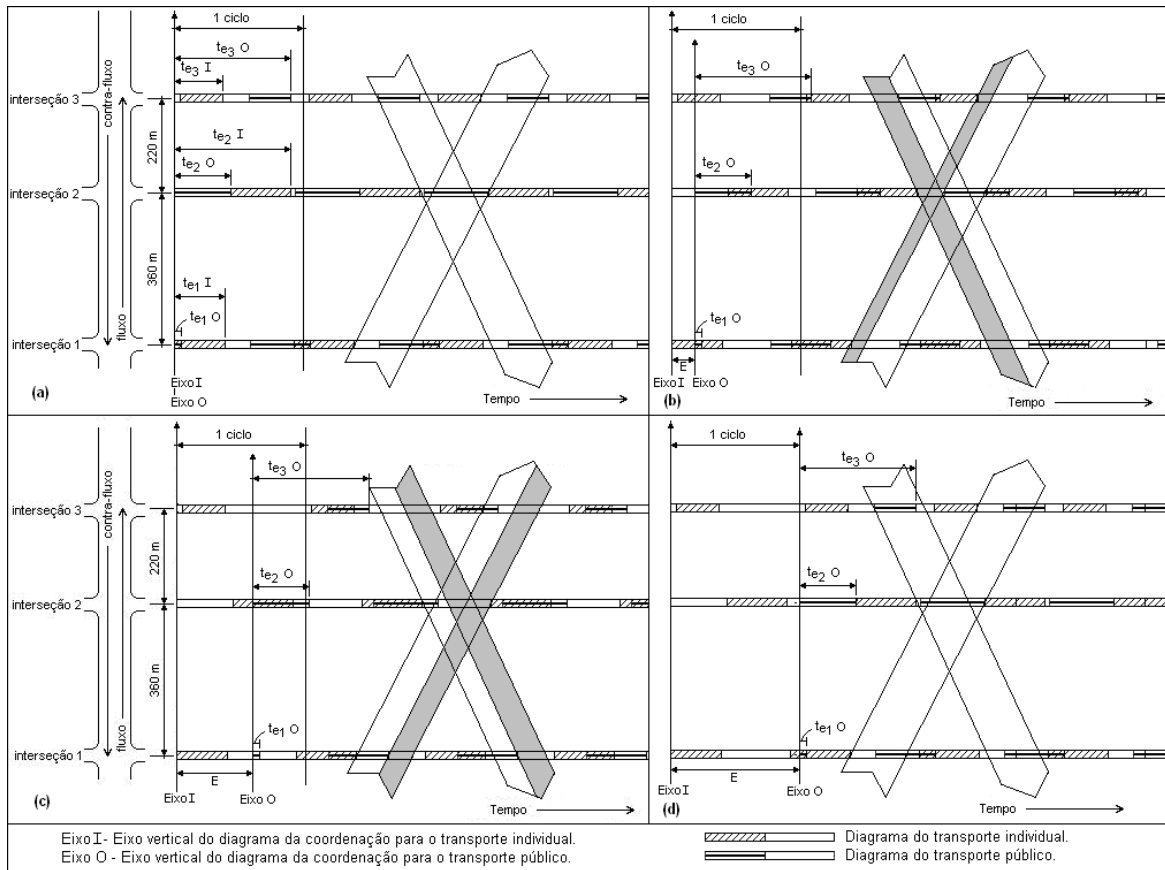 1 ciclo
te3 O
te3 I
interseção 3
contra-fluxo
220 m
te2 I
te2 O
interseção 2
360 m
te1 I
fluxo
te1 O
interseção 1
Eixo I
Eixo O
(a)
Tempo
1 ciclo
te3 O
te2 O
te1 O
E
Eixo I
Eixo O
(b)
Tempo
1 ciclo
te3 O
interseção 3
contra-fluxo
220 m
te2 O
interseção 2
360 m
fluxo
te1 O
interseção 1
E
Eixo I
Eixo O
(c)
Tempo
1 ciclo
te3 O
te2 O
te1 O
E
Eixo I
Eixo O
(d)
Tempo
Eixo I - Eixo vertical do diagrama da coordenação para o transporte individual.
Eixo O - Eixo vertical do diagrama da coordenação para o transporte público.
Diagrama do transporte individual.
Diagrama do transporte público.